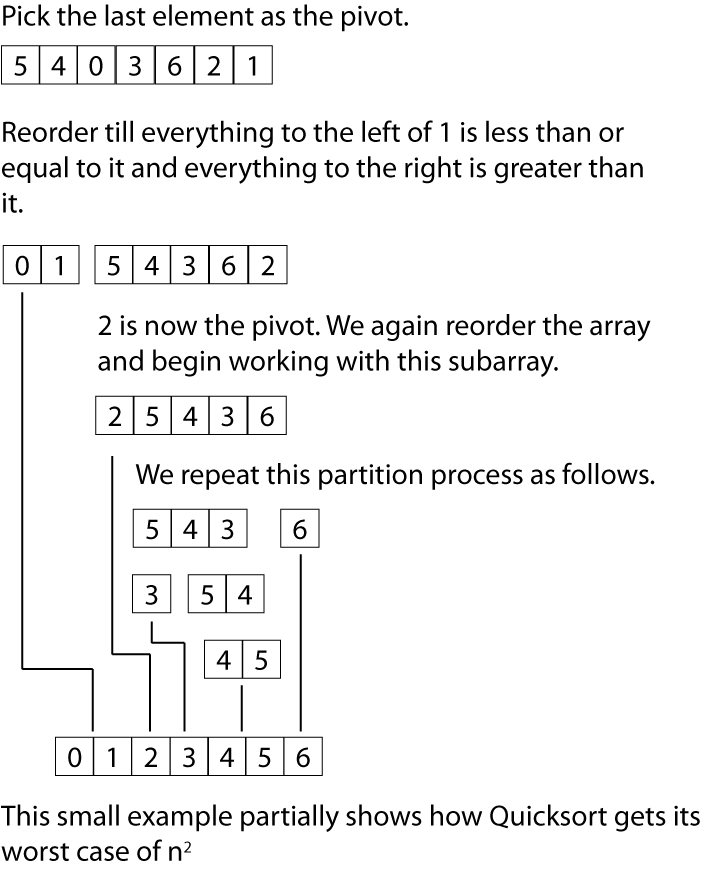 Pick the last element as the pivot.
5 4 0 3 6 2 1
Reorder till everything to the left of 1 is less than or
equal to it and everything to the right is greater than
it.
0 1 5 4 3 6 2
2 is now the pivot. We again reorder the array
and begin working with this subarray.
2 5 4 3 6
We repeat this partition process as follows.
5 4 3 6
3 5 4
4 5
0 1 2 3 4 5 6
This small example partially shows how Quicksort gets its
worst case of n²